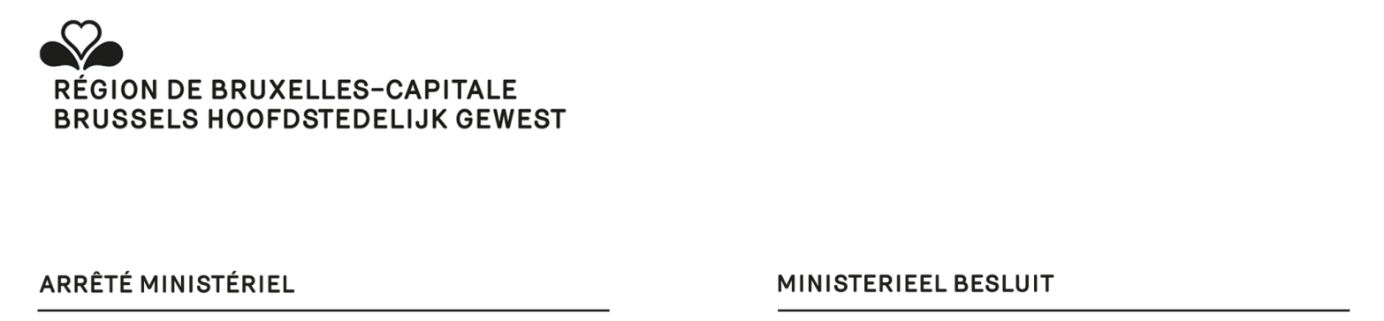 RÉGION DE BRUXELLES-CAPITALE
BRUSSELS HOOFDSTEDELIJK GEWEST
ARRÊTÉ MINISTÉRIEL
MINISTERIEEL BESLUIT